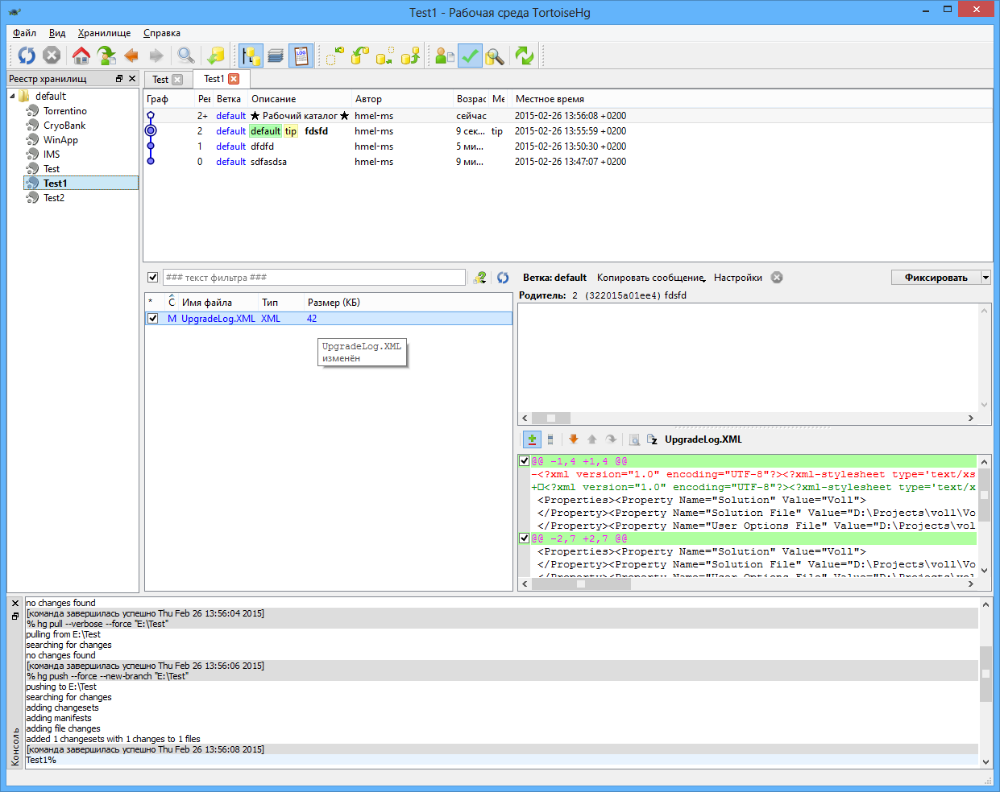 Test1 - Рабочая среда TortoiseHg
Файл Вид Хранилище Справка
LOG
Реестр хранилищ
default
Torrentino
CryoBank
WinApp
IMS
Test
Test1
Test2
Test Test1
Граф Ре Ветка Описание Автор Возрас Ме Местное время
2+ default ★ Рабочий каталог ★ hmel-ms сейчас 2015-02-26 13:56:08 +0200
2 default default tip fdsfd hmel-ms 9 сек... tip 2015-02-26 13:55:59 +0200
1 default dfdfd hmel-ms 5 ми... 2015-02-26 13:50:30 +0200
0 default sdfasdsa hmel-ms 9 ми... 2015-02-26 13:47:07 +0200
### текст фильтра ###
* С Имя файла Тип Размер (КБ)
M UpgradeLog.XML XML 42
UpgradeLog.XML
изменён
Ветка: default Копировать сообщение Настройки Фиксировать
Родитель: 2 (322015a01ee4) fdsfd
UpgradeLog.XML
@@ -1,4 +1,4 @@
-<?xml version="1.0" encoding="UTF-8"?><?xml-stylesheet type='text/xs
+□<?xml version="1.0" encoding="UTF-8"?><?xml-stylesheet type='text/x
<Properties><Property Name="Solution" Value="Voll">
</Property><Property Name="Solution File" Value="D:\Projects\voll\Vo
</Property><Property Name="User Options File" Value="D:\Projects\vol
@@ -2,7 +2,7 @@
<Properties><Property Name="Solution" Value="Voll">
</Property><Property Name="Solution File" Value="D:\Projects\voll\Vo
</Property><Property Name="User Options File" Value="D:\Projects\vol
Консоль
no changes found
[команда завершилась успешно Thu Feb 26 13:56:04 2015]
% hg pull --verbose --force "E:\Test"
pulling from E:\Test
searching for changes
no changes found
[команда завершилась успешно Thu Feb 26 13:56:06 2015]
% hg push --force --new-branch "E:\Test"
pushing to E:\Test
searching for changes
adding changesets
adding manifests
adding file changes
added 1 changesets with 1 changes to 1 files
[команда завершилась успешно Thu Feb 26 13:56:08 2015]
Test1%